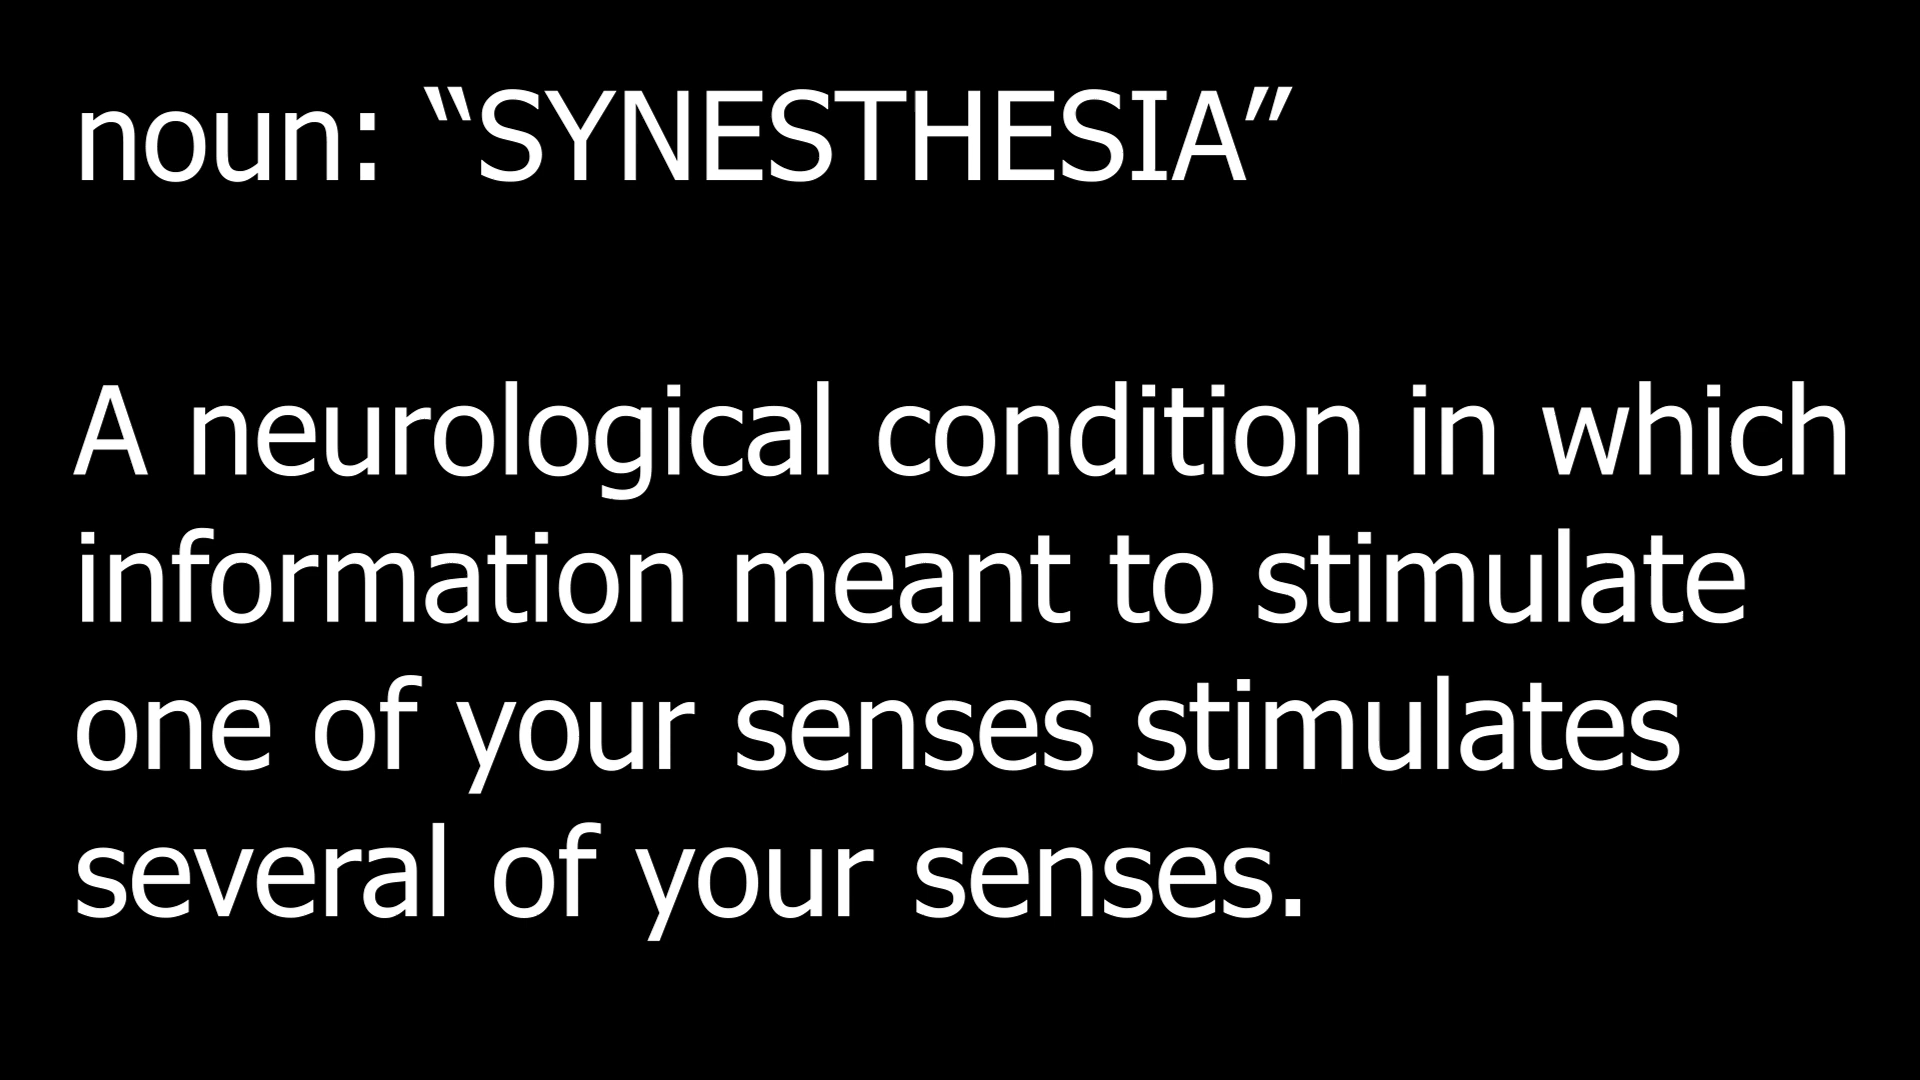 noun: “SYNESTHESIA”
A neurological condition in which
information meant to stimulate
one of your senses stimulates
several of your senses.